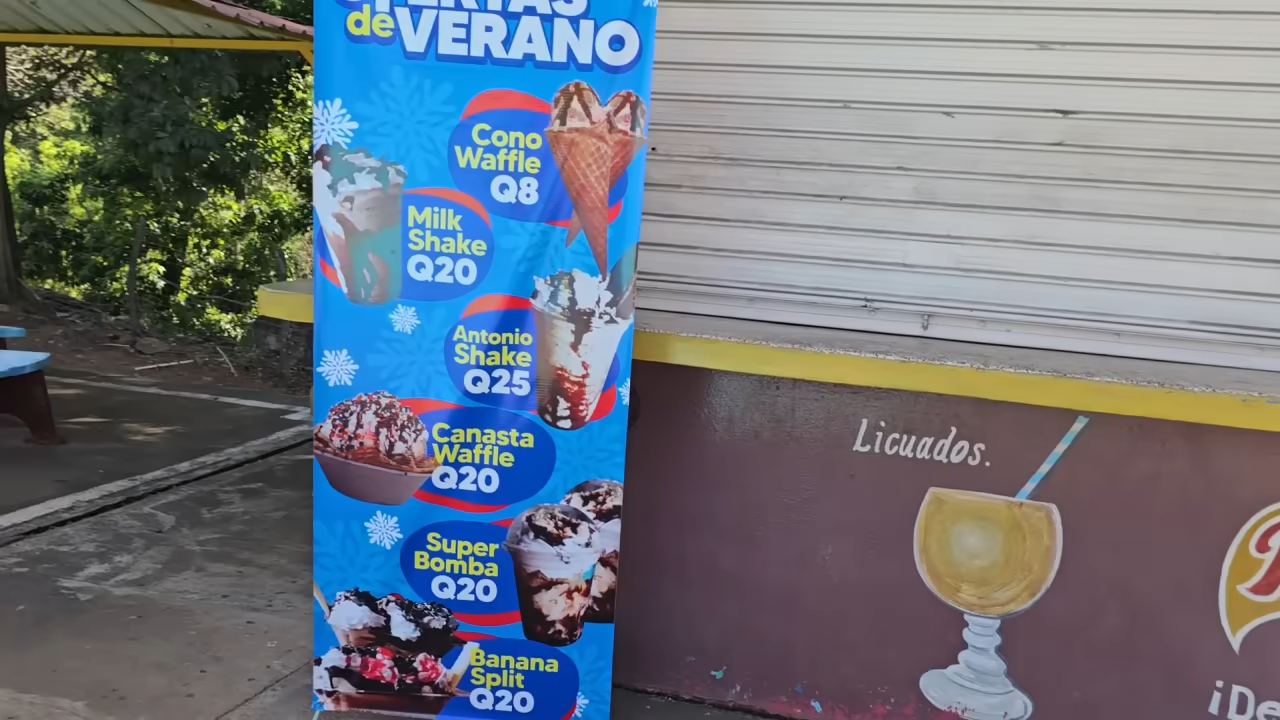 OFERTAS
de VERANO
Cono
Waffle
Q8
Milk
Shake
Q20
Antonio
Shake
Q25
Canasta
Waffle
Q20
Super
Bomba
Q20
Banana
Split
Q20
Licuados.